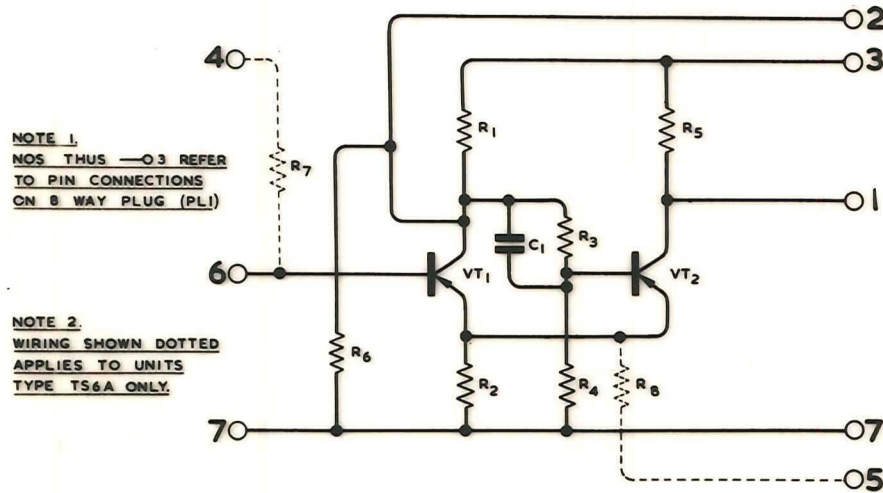 2
4
3
R1
R5
NOTE 1.
NOS THUS —O 3 REFER
TO PIN CONNECTIONS
ON 8 WAY PLUG (PL1)
R7
1
C1
R3
6
VT1
VT2
NOTE 2.
WIRING SHOWN DOTTED
APPLIES TO UNITS
TYPE TS6A ONLY.
R6
R2
R4
R8
7
7
5